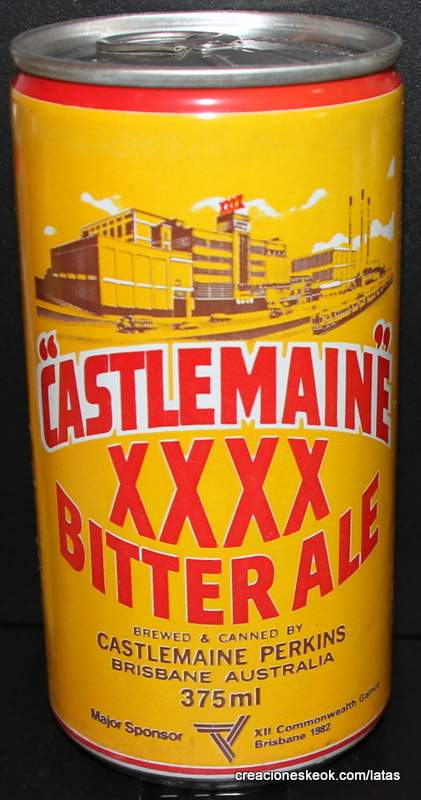 XXXX
"CASTLEMAINE"
XXXX
BITTER ALE
BREWED & CANNED BY
CASTLEMAINE PERKINS
BRISBANE AUSTRALIA
375ml
Major Sponsor
XII Commonwealth Games
Brisbane 1982
creacioneskeok.com/latas